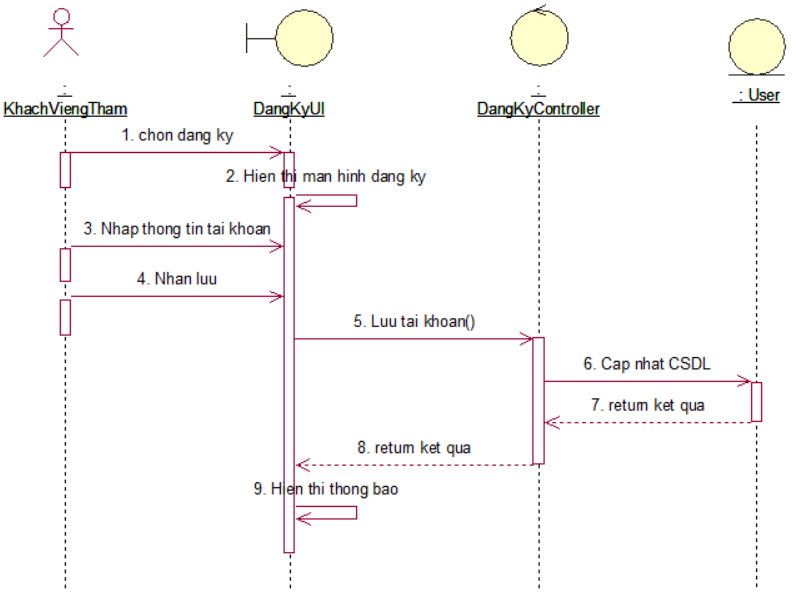 :
KhachViengTham
:
DangKyUI
:
DangKyController
: User
1. chon dang ky
2. Hien thi man hinh dang ky
3. Nhap thong tin tai khoan
4. Nhan luu
5. Luu tai khoan()
6. Cap nhat CSDL
7. return ket qua
8. return ket qua
9. Hien thi thong bao